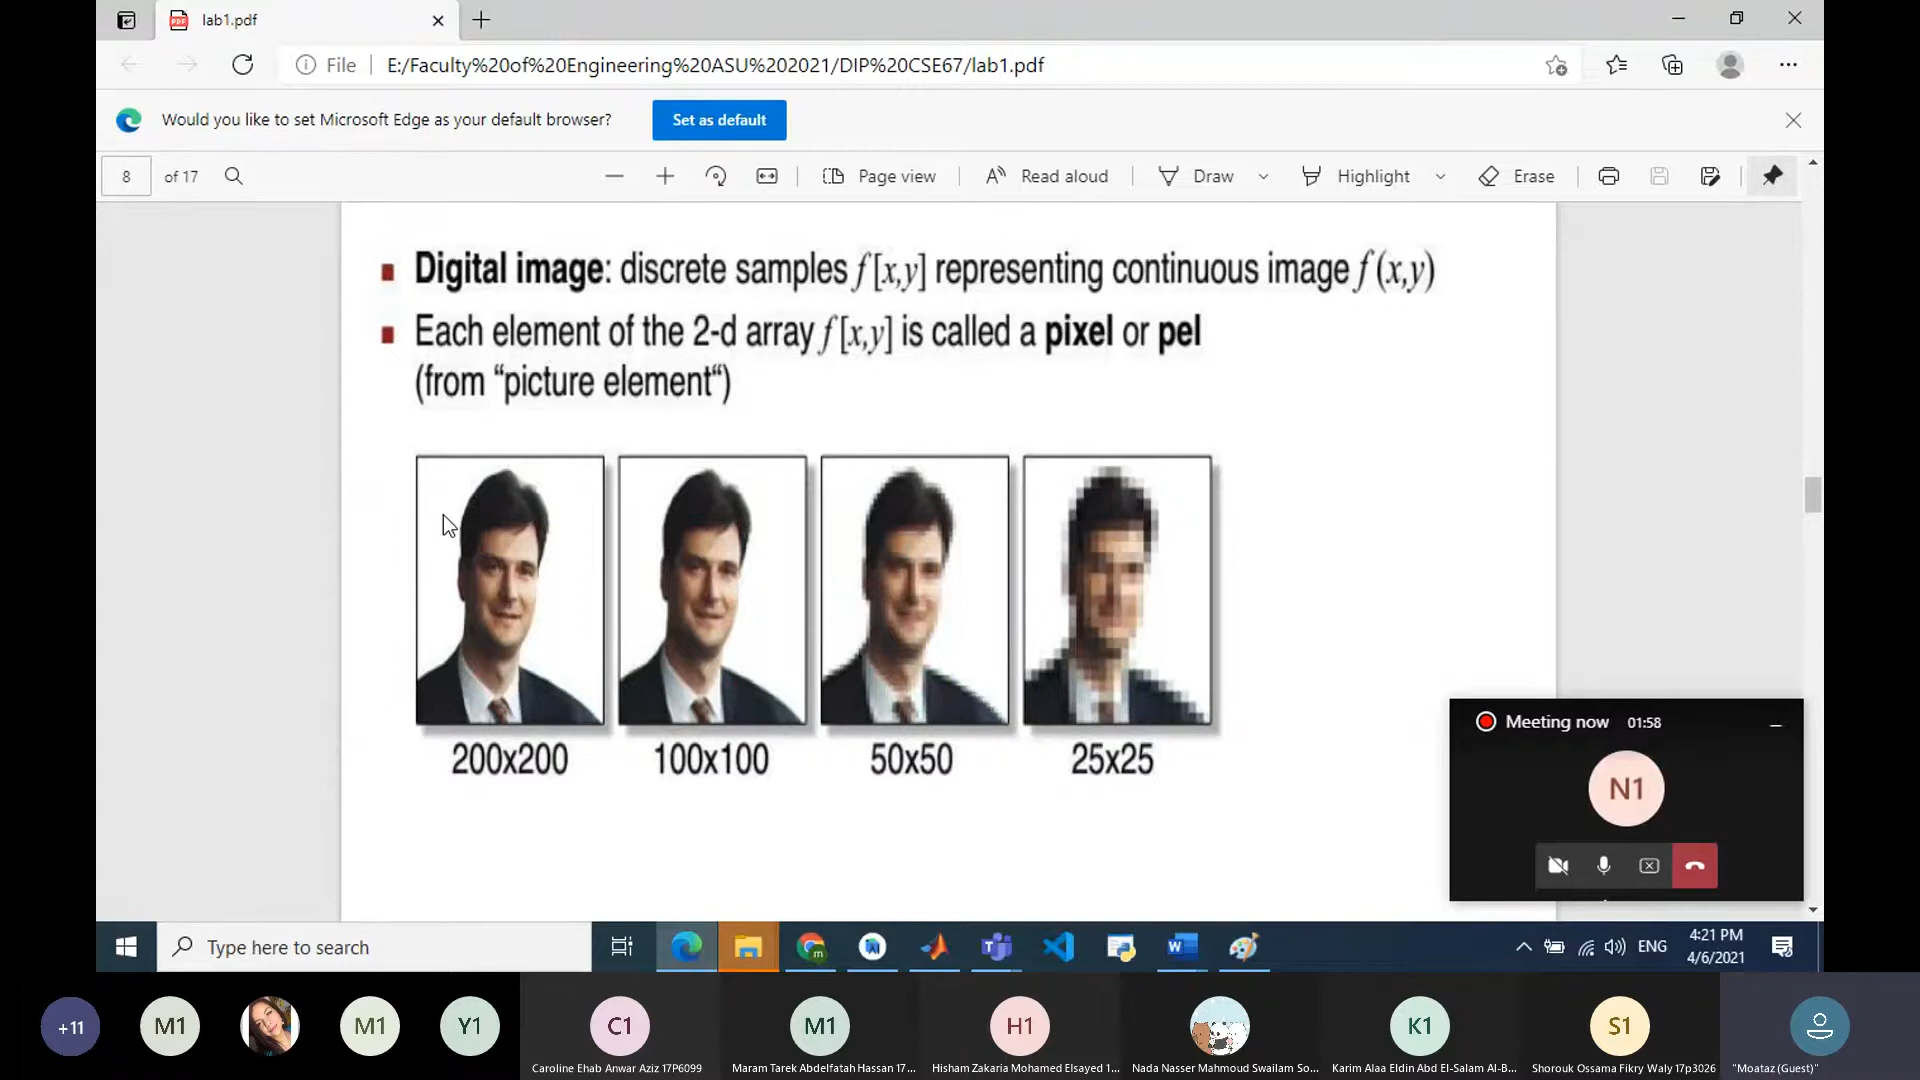 lab1.pdf
File
E:/Faculty%20of%20Engineering%20ASU%202021/DIP%20CSE67/lab1.pdf
Would you like to set Microsoft Edge as your default browser?
Set as default
8 of 17
Page view
Read aloud
Draw
Highlight
Erase
Digital image: discrete samples f [x,y] representing continuous image f (x,y)
Each element of the 2-d array f [x,y] is called a pixel or pel
(from “picture element“)
200x200
100x100
50x50
25x25
Meeting now 01:58
N1
Type here to search
ENG
4:21 PM
4/6/2021
+11
M1
M1
Y1
C1
M1
H1
K1
S1
Caroline Ehab Anwar Aziz 17P6099
Maram Tarek Abdelfatah Hassan 17...
Hisham Zakaria Mohamed Elsayed 1...
Nada Nasser Mahmoud Swailam So...
Karim Alaa Eldin Abd El-Salam Al-B...
Shorouk Ossama Fikry Waly 17p3026
"Moataz (Guest)"